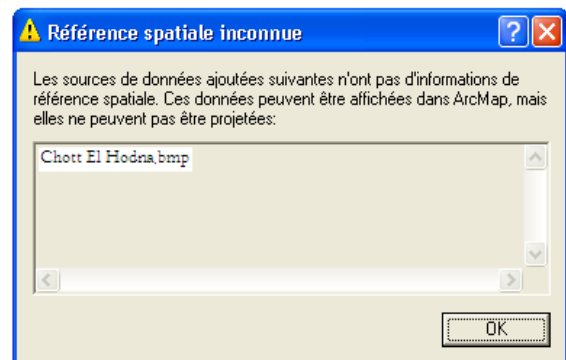 Référence spatiale inconnue
Les sources de données ajoutées suivantes n'ont pas d'informations de
référence spatiale. Ces données peuvent être affichées dans ArcMap, mais
elles ne peuvent pas être projetées:
Chott El Hodna.bmp
OK